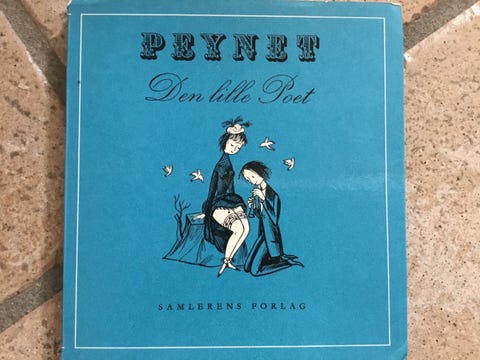 PEYNET
Den lille Poet
SAMLERENS FORLAG